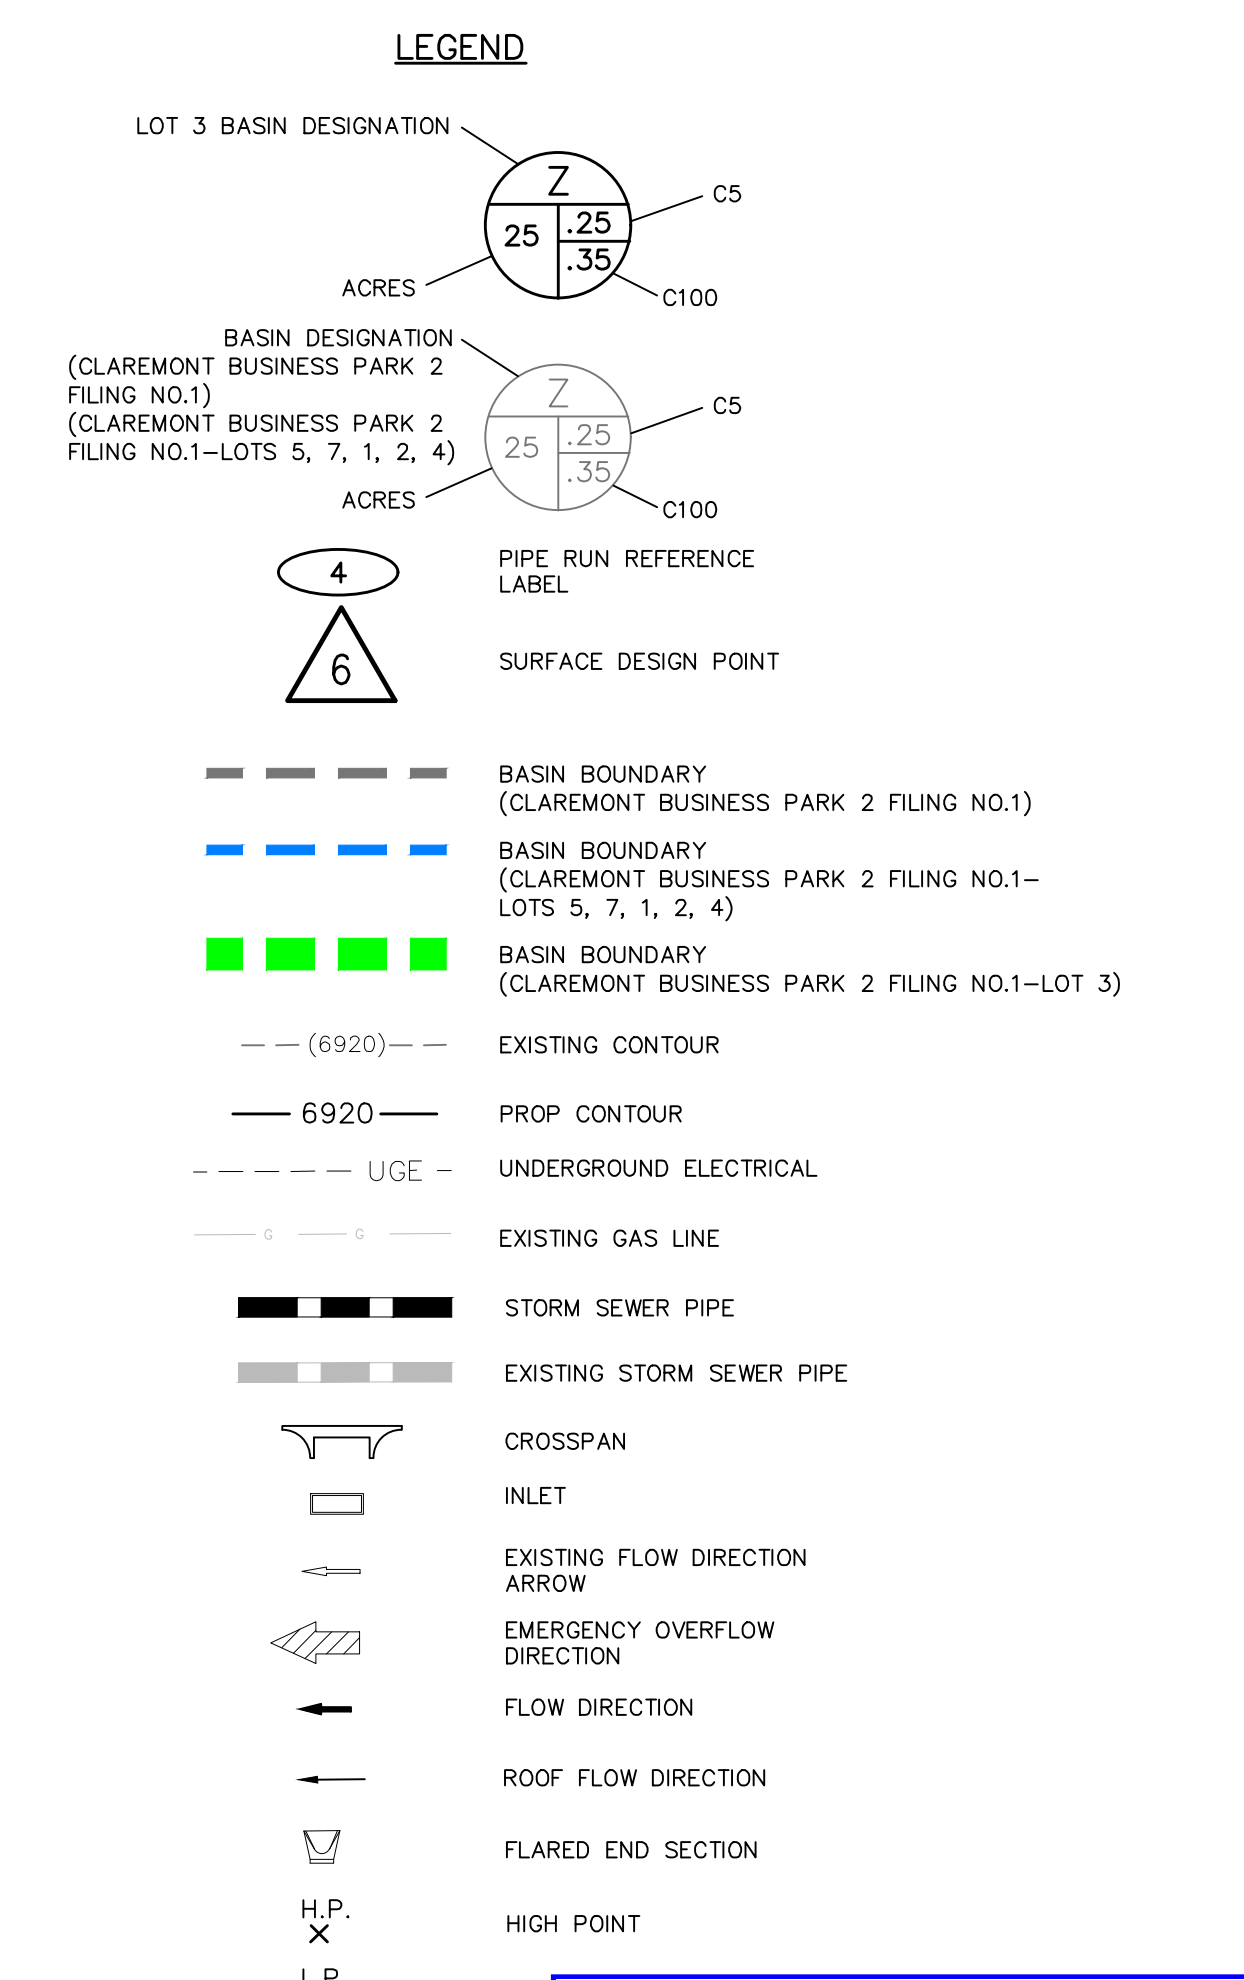 LEGEND
LOT 3 BASIN DESIGNATION
Z
C5
25
.25
.35
ACRES
C100
BASIN DESIGNATION
(CLAREMONT BUSINESS PARK 2
FILING NO.1)
(CLAREMONT BUSINESS PARK 2
FILING NO.1-LOTS 5, 7, 1, 2, 4)
Z
C5
25
.25
.35
ACRES
C100
4
PIPE RUN REFERENCE
LABEL
6
SURFACE DESIGN POINT
BASIN BOUNDARY
(CLAREMONT BUSINESS PARK 2 FILING NO.1)
BASIN BOUNDARY
(CLAREMONT BUSINESS PARK 2 FILING NO.1-
LOTS 5, 7, 1, 2, 4)
BASIN BOUNDARY
(CLAREMONT BUSINESS PARK 2 FILING NO.1-LOT 3)
(6920)
EXISTING CONTOUR
6920
PROP CONTOUR
UGE
UNDERGROUND ELECTRICAL
G G
EXISTING GAS LINE
STORM SEWER PIPE
EXISTING STORM SEWER PIPE
CROSSPAN
INLET
EXISTING FLOW DIRECTION
ARROW
EMERGENCY OVERFLOW
DIRECTION
FLOW DIRECTION
ROOF FLOW DIRECTION
FLARED END SECTION
H.P.
HIGH POINT